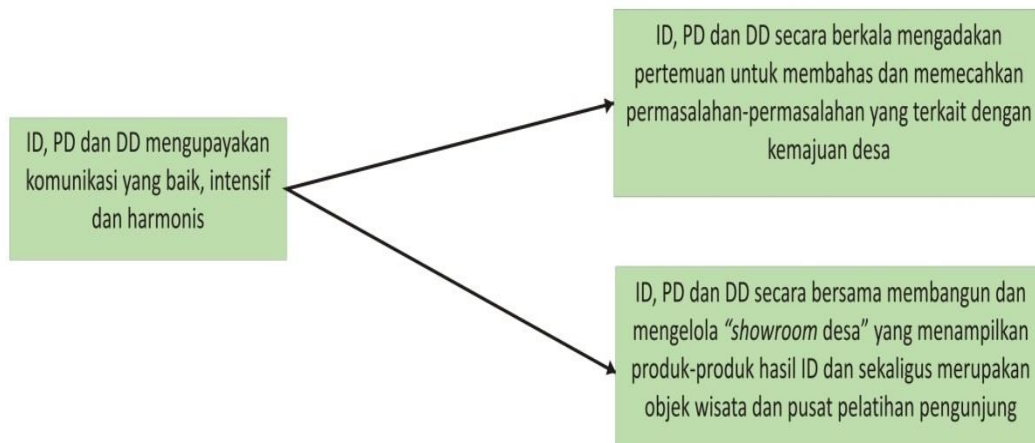 ID, PD dan DD mengupayakan
komunikasi yang baik, intensif
dan harmonis
ID, PD dan DD secara berkala mengadakan
pertemuan untuk membahas dan memecahkan
permasalahan-permasalahan yang terkait dengan
kemajuan desa
ID, PD dan DD secara bersama membangun dan
mengelola “showroom desa” yang menampilkan
produk-produk hasil ID dan sekaligus merupakan
objek wisata dan pusat pelatihan pengunjung